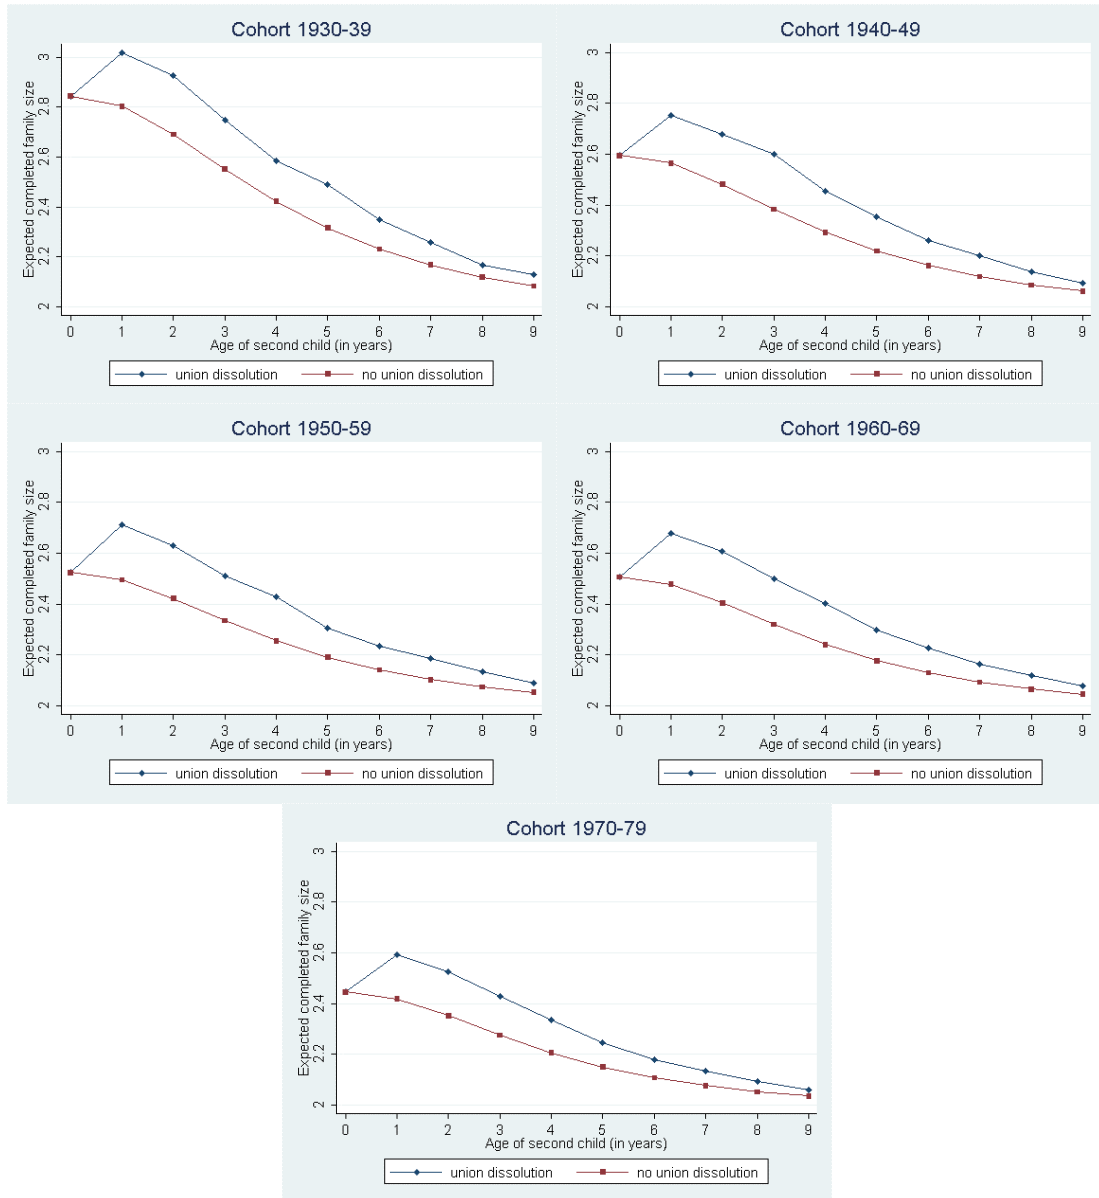 Cohort 1930-39
Expected completed family size
3
2.8
2.6
2.4
2.2
2
0 1 2 3 4 5 6 7 8 9
Age of second child (in years)
union dissolution no union dissolution
Cohort 1940-49
Expected completed family size
3
2.8
2.6
2.4
2.2
2
0 1 2 3 4 5 6 7 8 9
Age of second child (in years)
union dissolution no union dissolution
Cohort 1950-59
Expected completed family size
3
2.8
2.6
2.4
2.2
2
0 1 2 3 4 5 6 7 8 9
Age of second child (in years)
union dissolution no union dissolution
Cohort 1960-69
Expected completed family size
3
2.8
2.6
2.4
2.2
2
0 1 2 3 4 5 6 7 8 9
Age of second child (in years)
union dissolution no union dissolution
Cohort 1970-79
Expected completed family size
3
2.8
2.6
2.4
2.2
2
0 1 2 3 4 5 6 7 8 9
Age of second child (in years)
union dissolution no union dissolution